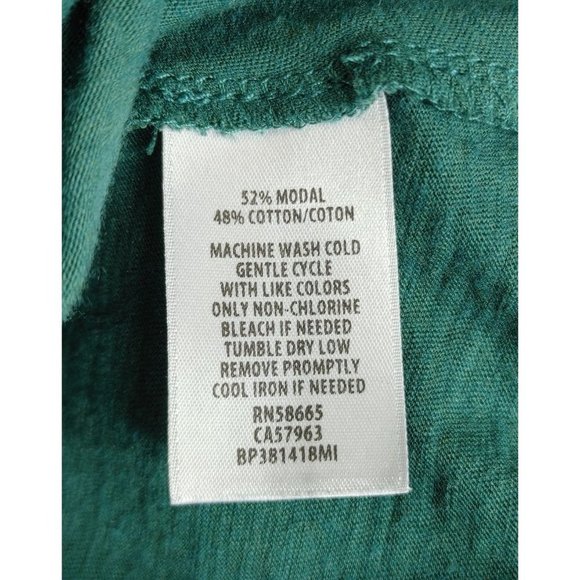 52% MODAL
48% COTTON/COTON
MACHINE WASH COLD
GENTLE CYCLE
WITH LIKE COLORS
ONLY NON-CHLORINE
BLEACH IF NEEDED
TUMBLE DRY LOW
REMOVE PROMPTLY
COOL IRON IF NEEDED
RN58665
CA57963
BP381418MI